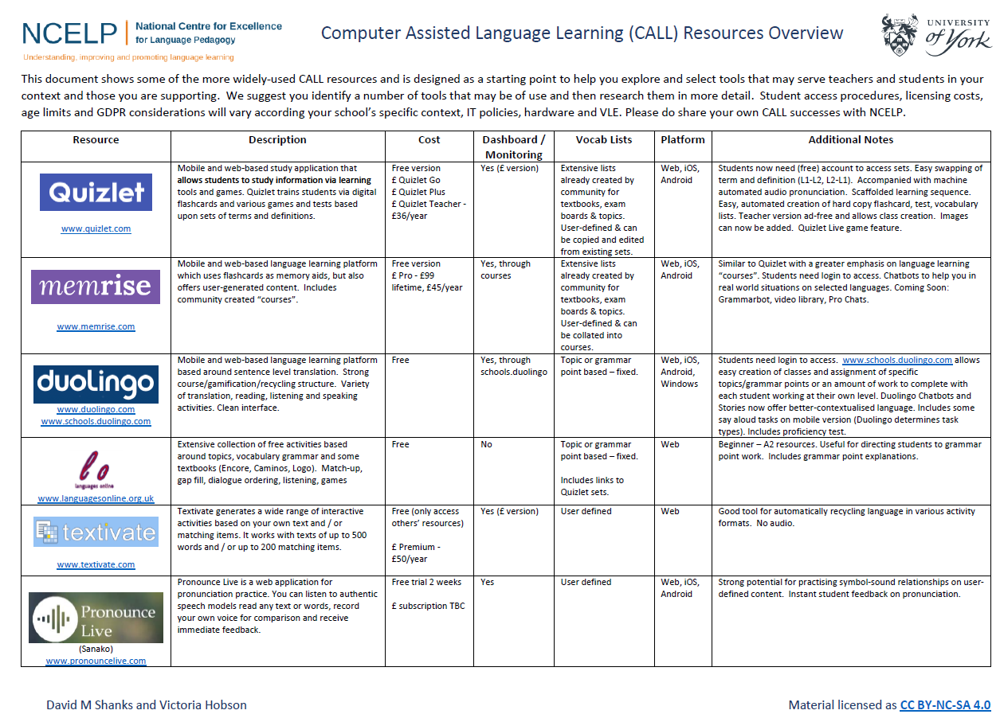 NCELP
National Centre for Excellence
for Language Pedagogy
Understanding, improving and promoting language learning
Computer Assisted Language Learning (CALL) Resources Overview
UNIVERSITY
of York
This document shows some of the more widely-used CALL resources and is designed as a starting point to help you explore and select tools that may serve teachers and students in your
context and those you are supporting. We suggest you identify a number of tools that may be of use and then research them in more detail. Student access procedures, licensing costs,
age limits and GDPR considerations will vary according your school's specific context, IT policies, hardware and VLE. Please do share your own CALL successes with NCELP.
Resource
Description
Cost
Dashboard /
Monitoring
Vocab Lists
Platform
Additional Notes
Quizlet
www.quizlet.com
Mobile and web-based study application that
allows students to study information via learning
tools and games. Quizlet trains students via digital
flashcards and various games and tests based
upon sets of terms and definitions.
Free version
£ Quizlet Go
£ Quizlet Plus
£ Quizlet Teacher -
£36/year
Yes (£ version)
Extensive lists
already created by
community for
textbooks, exam
boards & topics.
User-defined & can
be copied and edited
from existing sets.
Web, iOS,
Android
Students now need (free) account to access sets. Easy swapping of
term and definition (L1-L2, L2-L1). Accompanied with machine
automated audio pronunciation. Scaffolded learning sequence.
Easy, automated creation of hard copy flashcard, test, vocabulary
lists. Teacher version ad-free and allows class creation. Images
can now be added. Quizlet Live game feature.
memrise
www.memrise.com
Mobile and web-based language learning platform
which uses flashcards as memory aids, but also
offers user-generated content. Includes
community created "courses".
Free version
£ Pro - £99
lifetime, £45/year
Yes, through
courses
Extensive lists
already created by
community for
textbooks, exam
boards & topics.
User-defined & can
be collated into
courses.
Web, iOS,
Android
Similar to Quizlet with a greater emphasis on language learning
"courses". Students need login to access. Chatbots to help you in
real world situations on selected languages. Coming Soon:
Grammarbot, video library, Pro Chats.
duolingo
www.duolingo.com
www.schools.duolingo.com
Mobile and web-based language learning platform
based around sentence level translation. Strong
course/gamification/recycling structure. Variety
of translation, reading, listening and speaking
activities. Clean interface.
Free
Yes, through
schools.duolingo
Topic or grammar
point based – fixed.
Web, iOS,
Android,
Windows
Students need login to access. www.schools.duolingo.com allows
easy creation of classes and assignment of specific
topics/grammar points or an amount of work to complete with
each student working at their own level. Duolingo Chatbots and
Stories now offer better-contextualised language. Includes some
say aloud tasks on mobile version (Duolingo determines task
types). Includes proficiency test.
lo
languages online
www.languagesonline.org.uk
Extensive collection of free activities based
around topics, vocabulary grammar and some
textbooks (Encore, Caminos, Logo). Match-up,
gap fill, dialogue ordering, listening, games
Free
No
Topic or grammar
point based – fixed.
Includes links to
Quizlet sets.
Web
Beginner – A2 resources. Useful for directing students to grammar
point work. Includes grammar point explanations.
textivate
www.textivate.com
Textivate generates a wide range of interactive
activities based on your own text and / or
matching items. It works with texts of up to 500
words and / or up to 200 matching items.
Free (only access
others' resources)
£ Premium -
£50/year
Yes (£ version)
User defined
Web
Good tool for automatically recycling language in various activity
formats. No audio.
Pronounce
Live
(Sanako)
www.pronouncelive.com
Pronounce Live is a web application for
pronunciation practice. You can listen to authentic
speech models read any text or words, record
your own voice for comparison and receive
immediate feedback.
Free trial 2 weeks
£ subscription TBC
Yes
User defined
Web, iOS,
Android
Strong potential for practising symbol-sound relationships on user-
defined content. Instant student feedback on pronunciation.
David M Shanks and Victoria Hobson
Material licensed as CC BY-NC-SA 4.0